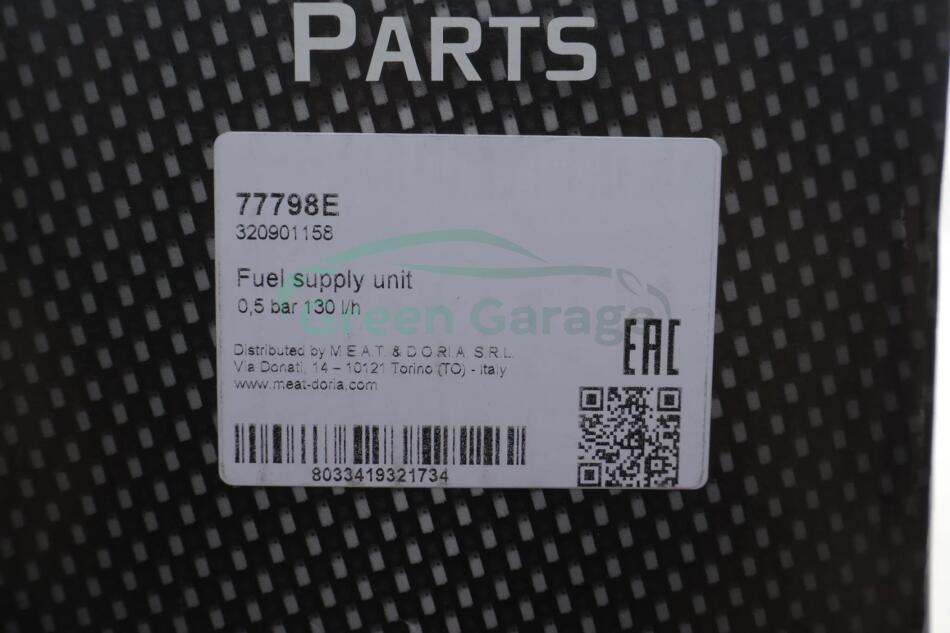 PARTS
77798E
320901158
Fuel supply unit
0,5 bar 130 l/h
Green Garage
EAC
Distributed by M.E.A.T. & D.O.R.I.A. S.R.L.
Via Donati, 14 – 10121 Torino (TO) - Italy
www.meat-doria.com
8033419321734